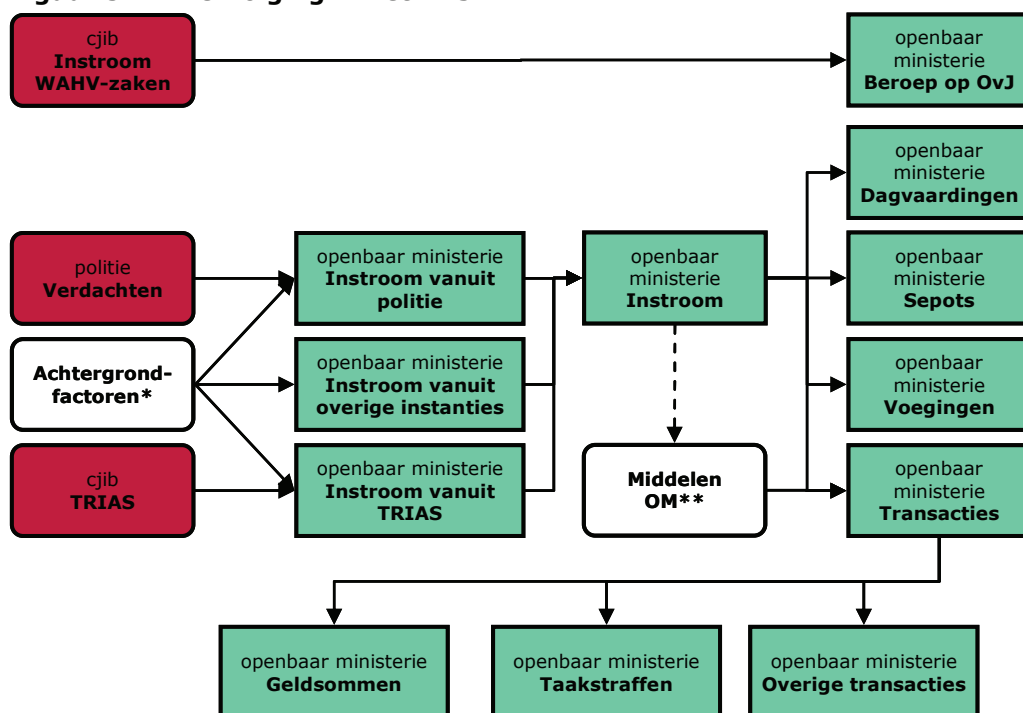 cjib
Instroom
WAHV-zaken
openbaar
ministerie
Beroep op OvJ
openbaar
ministerie
Dagvaardingen
politie
Verdachten
openbaar ministerie
Instroom vanuit
politie
openbaar
ministerie
Instroom
openbaar
ministerie
Sepots
Achtergrond-
factoren*
openbaar ministerie
Instroom vanuit
overige instanties
openbaar
ministerie
Voegingen
cjib
TRIAS
openbaar ministerie
Instroom vanuit
TRIAS
Middelen
OM**
openbaar
ministerie
Transacties
openbaar ministerie
Geldsommen
openbaar ministerie
Taakstraffen
openbaar ministerie
Overige transacties